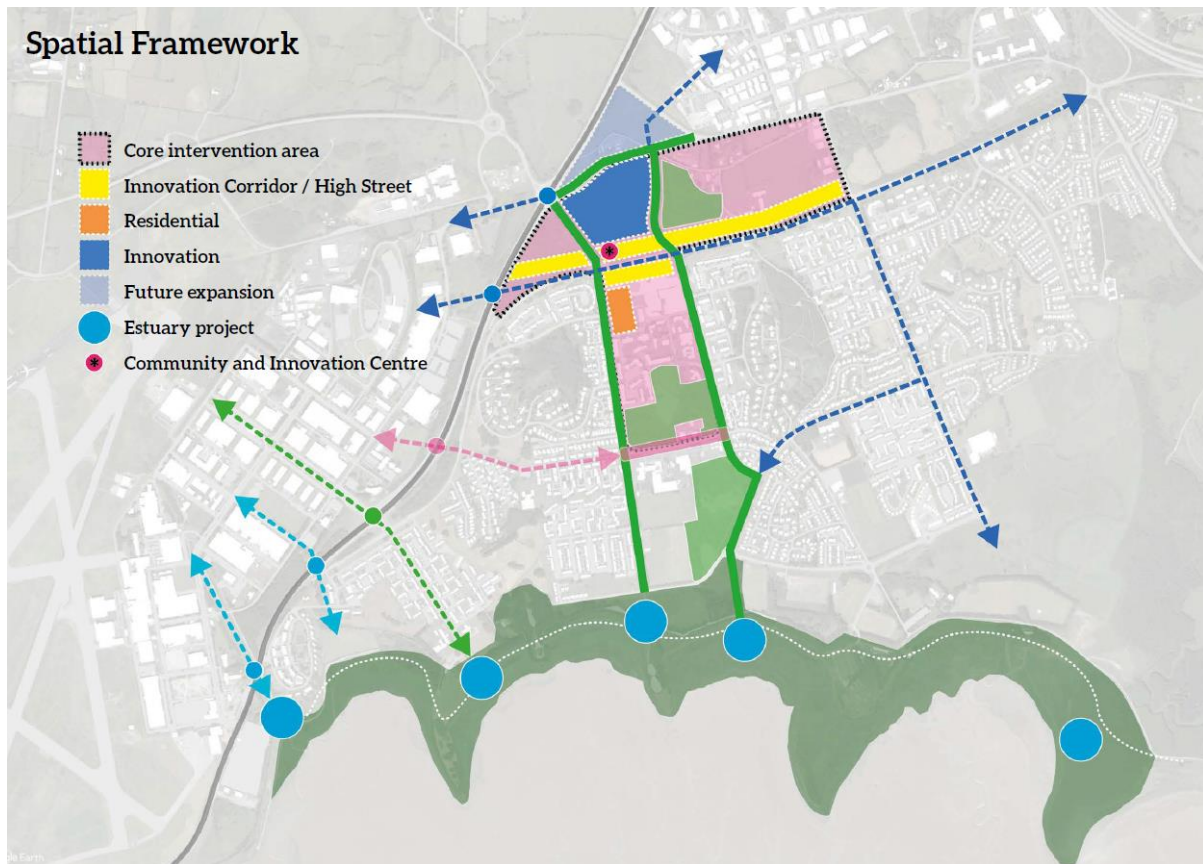 Spatial Framework
Core intervention area
Innovation Corridor / High Street
Residential
Innovation
Future expansion
Estuary project
Community and Innovation Centre
Earth